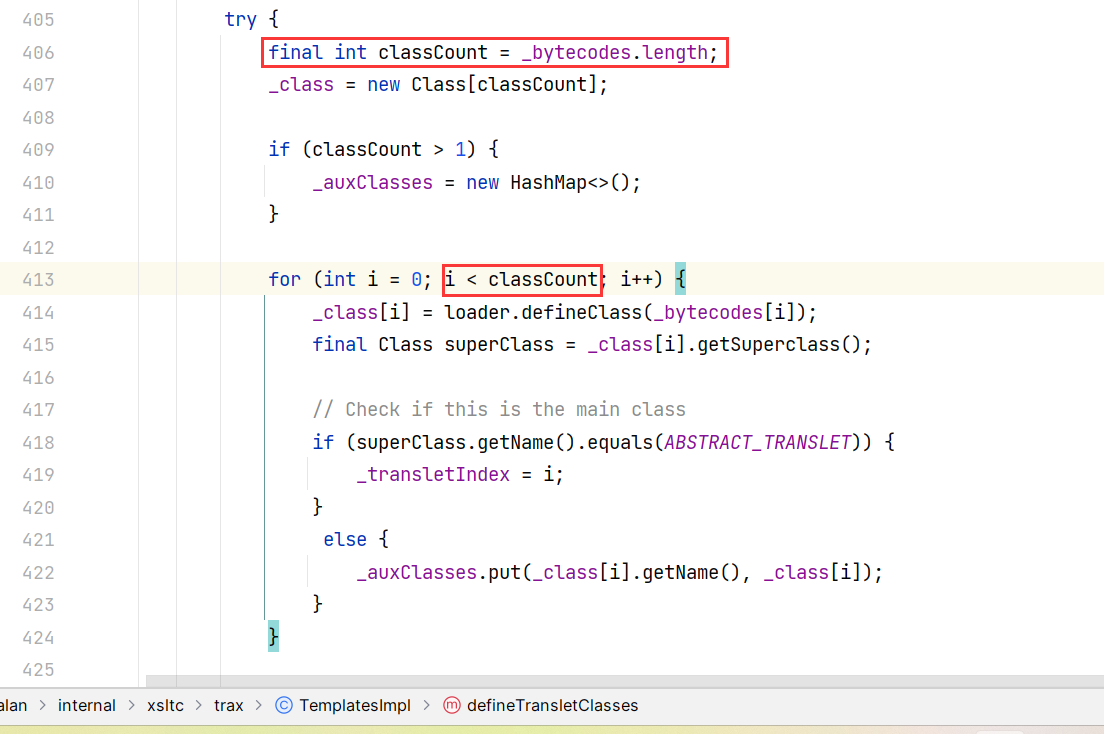 405 try {
406 final int classCount = _bytecodes.length;
407 _class = new Class[classCount];
408
409 if (classCount > 1) {
410 _auxClasses = new HashMap<>();
411 }
412
413 for (int i = 0; i < classCount; i++) {
414 _class[i] = loader.defineClass(_bytecodes[i]);
415 final Class superClass = _class[i].getSuperclass();
416
417 // Check if this is the main class
418 if (superClass.getName().equals(ABSTRACT_TRANSLET)) {
419 _transletIndex = i;
420 }
421 else {
422 _auxClasses.put(_class[i].getName(), _class[i]);
423 }
424 }
425
alan > internal > xsltc > trax > C TemplatesImpl > m defineTransletClasses